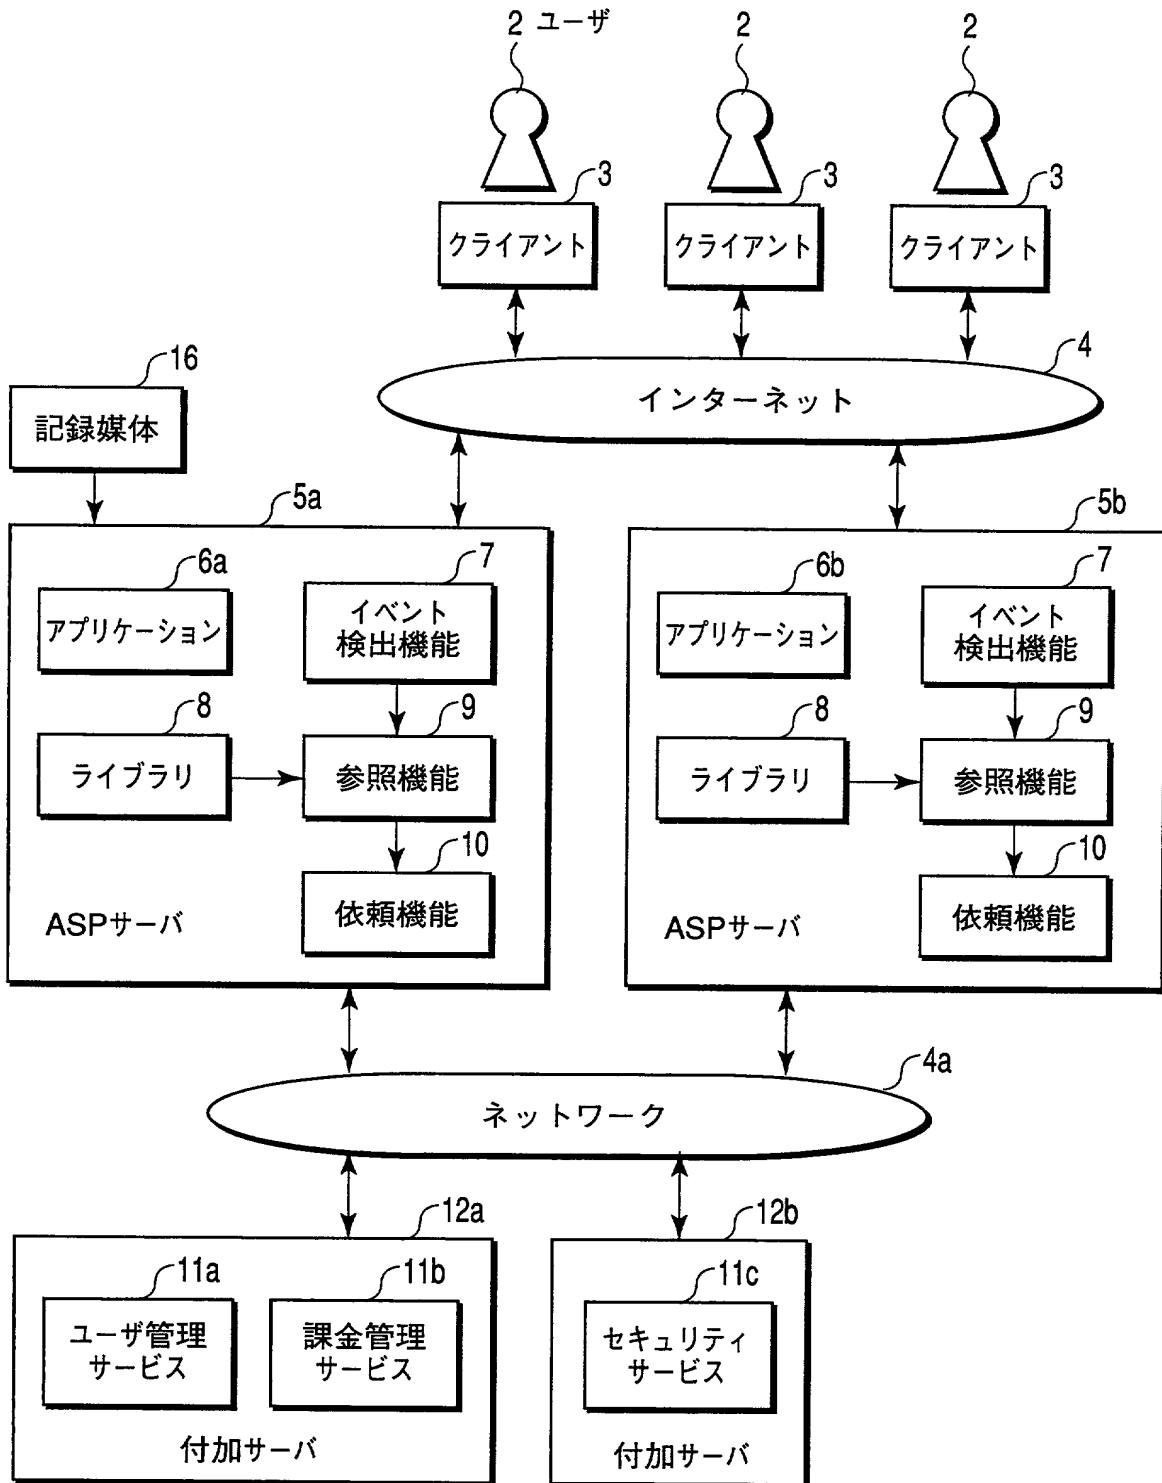 2 ユーザ
2
2
3
3
3
クライアント
クライアント
クライアント
4
インターネット
16
記録媒体
5a
6a
アプリケーション
7
イベント
検出機能
8
ライブラリ
9
参照機能
10
依頼機能
ASPサーバ
5b
6b
アプリケーション
7
イベント
検出機能
8
ライブラリ
9
参照機能
10
依頼機能
ASPサーバ
4a
ネットワーク
12a
11a
ユーザ管理
サービス
11b
課金管理
サービス
付加サーバ
12b
11c
セキュリティ
サービス
付加サーバ